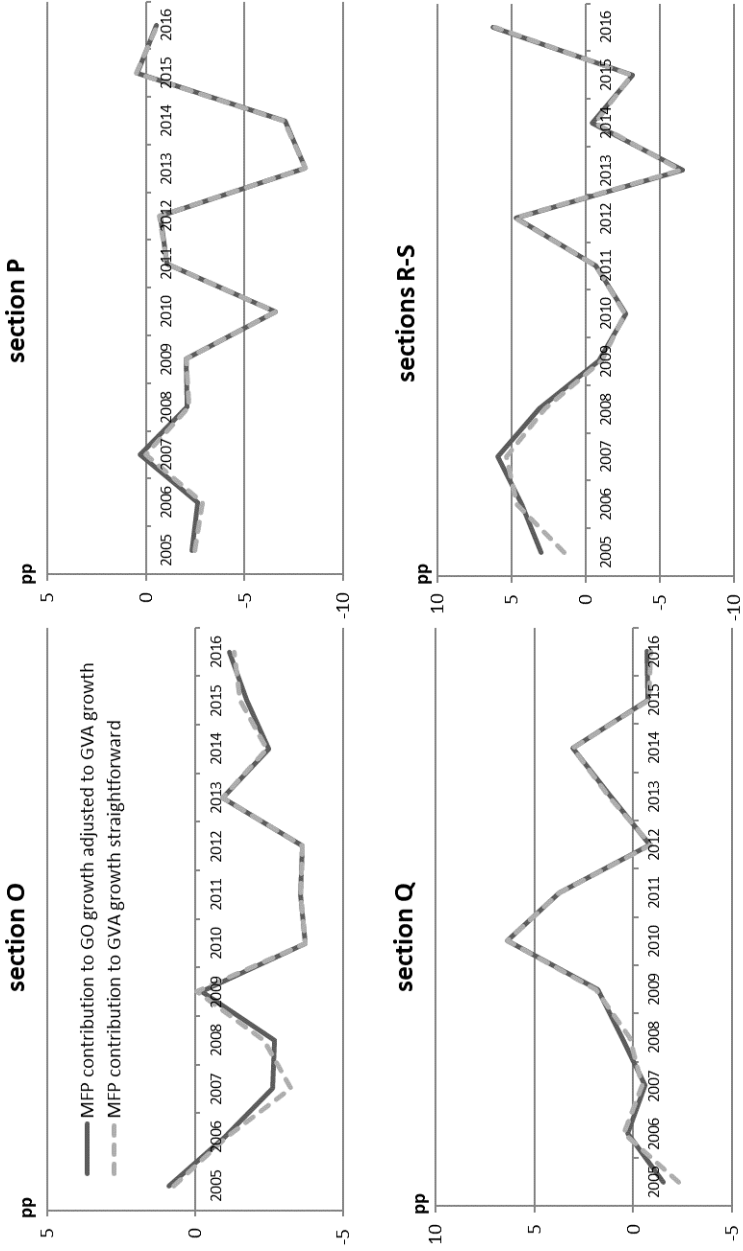 section O
pp
5
0
-5
MFP contribution to GO growth adjusted to GVA growth
MFP contribution to GVA growth straightforward
2005 2006 2007 2008 2009 2010 2011 2012 2013 2014 2015 2016
section P
pp
5
0
-5
-10
2005 2006 2007 2008 2009 2010 2011 2012 2013 2014 2015 2016
section Q
pp
10
5
0
-5
2005 2006 2007 2008 2009 2010 2011 2012 2013 2014 2015 2016
sections R-S
pp
10
5
0
-5
-10
2005 2006 2007 2008 2009 2010 2011 2012 2013 2014 2015 2016